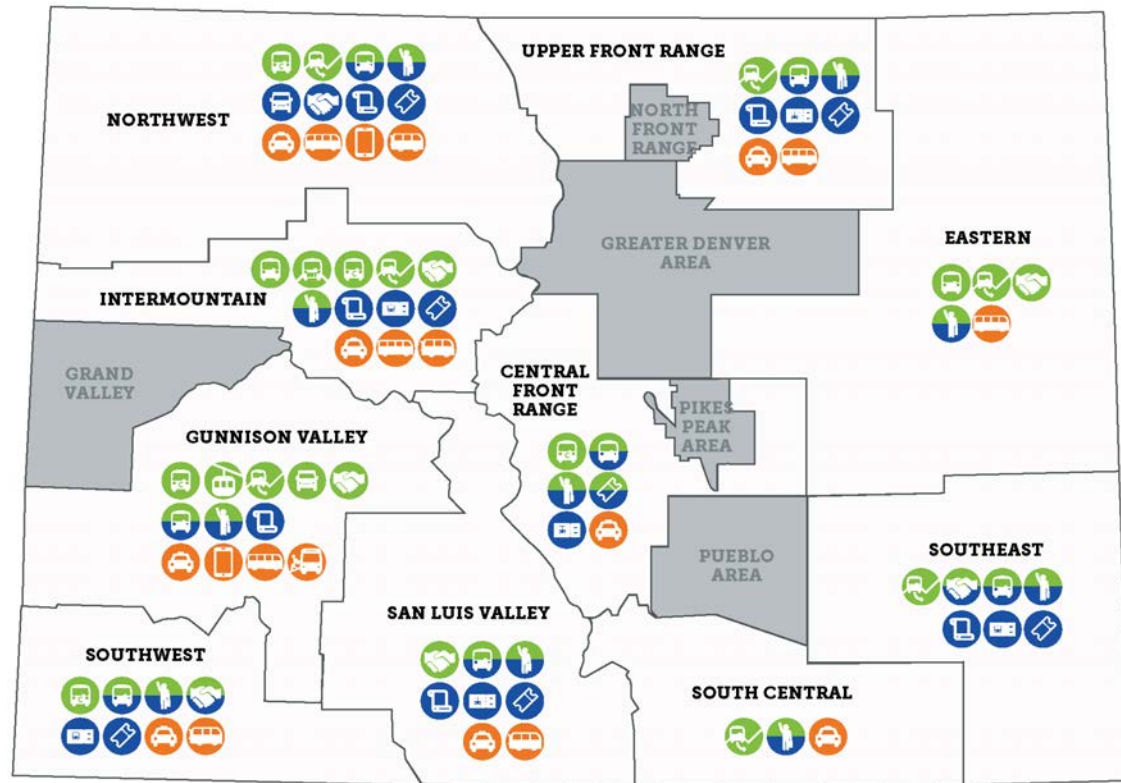 UPPER FRONT RANGE
NORTHWEST
NORTH
FRONT
RANGE
GREATER DENVER
AREA
EASTERN
INTERMOUNTAIN
GRAND
VALLEY
CENTRAL
FRONT
RANGE
PIKES
PEAK
AREA
GUNNISON VALLEY
PUEBLO
AREA
SOUTHEAST
SAN LUIS VALLEY
SOUTHWEST
SOUTH CENTRAL